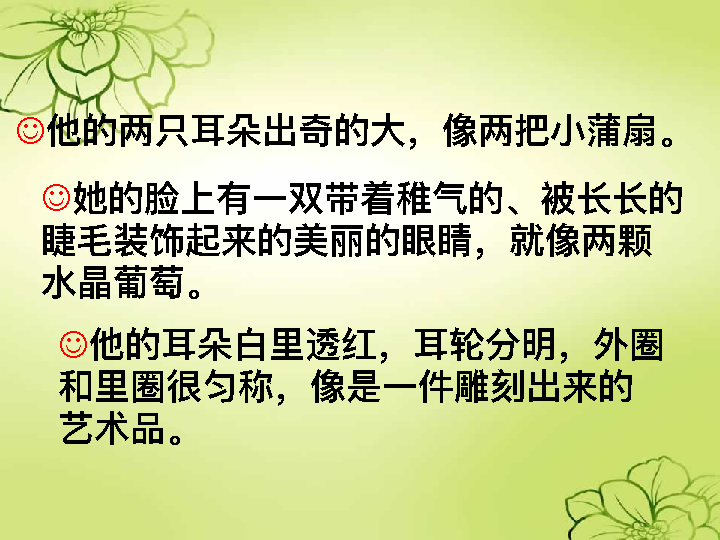 ☺他的两只耳朵出奇的大，像两把小蒲扇。
☺她的脸上有一双带着稚气的、被长长的
睫毛装饰起来的美丽的眼睛，就像两颗
水晶葡萄。
☺他的耳朵白里透红，耳轮分明，外圈
和里圈很匀称，像是一件雕刻出来的
艺术品。